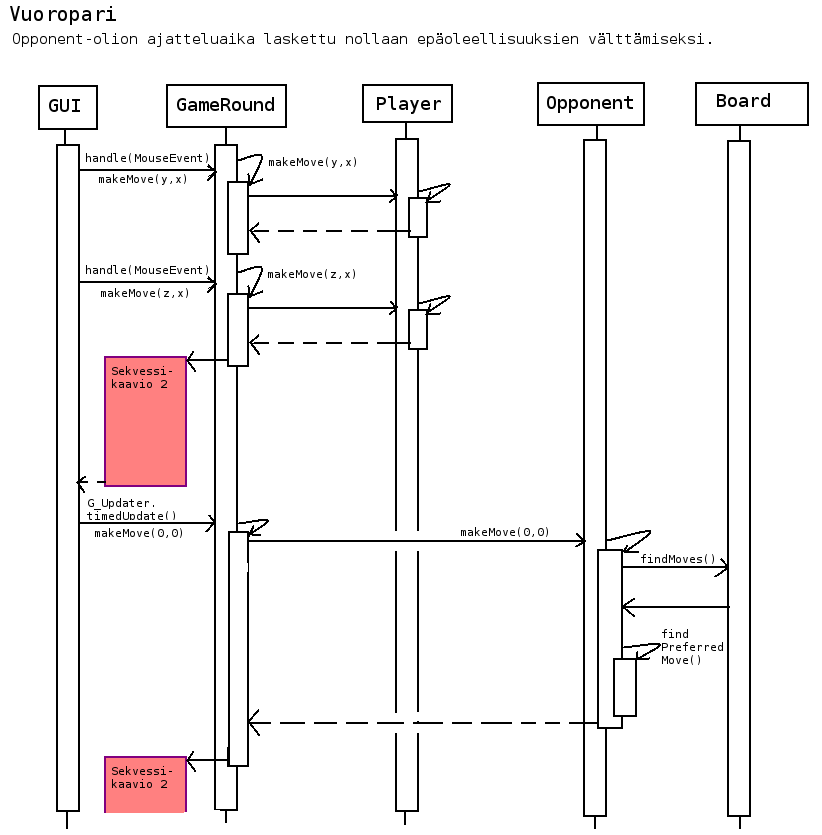 Vuoropari
Opponent-olion ajatteluaika laskettu nollaan epäoleellisuuksien välttämiseksi.
GUI
GameRound
Player
Opponent
Board
handle(MouseEvent)
makeMove(y,x)
makeMove(y,x)
handle(MouseEvent)
makeMove(z,x)
makeMove(z,x)
Sekvessi-
kaavio 2
G_Updater.
timedUpdate()
makeMove(0,0)
makeMove(0,0)
findMoves()
find
Preferred
Move()
Sekvessi-
kaavio 2